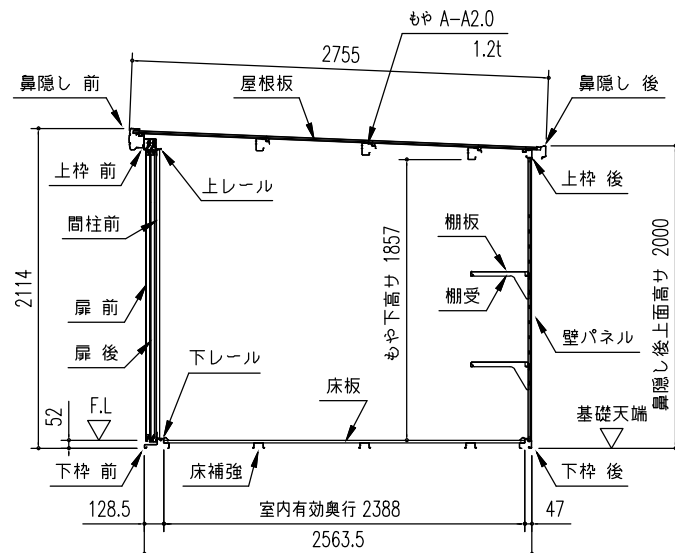 もや A-A2.0
1.2t
2755
鼻隠し 前
屋根板
鼻隠し 後
上枠 前
上レール
上枠 後
間柱前
棚板
棚受
もや下高サ 1857
鼻隠し後上面高サ 2000
2114
扉 前
扉 後
壁パネル
下レール
床板
52
F.L
基礎天端
下枠 前
床補強
下枠 後
128.5
室内有効奥行 2388
47
2563.5